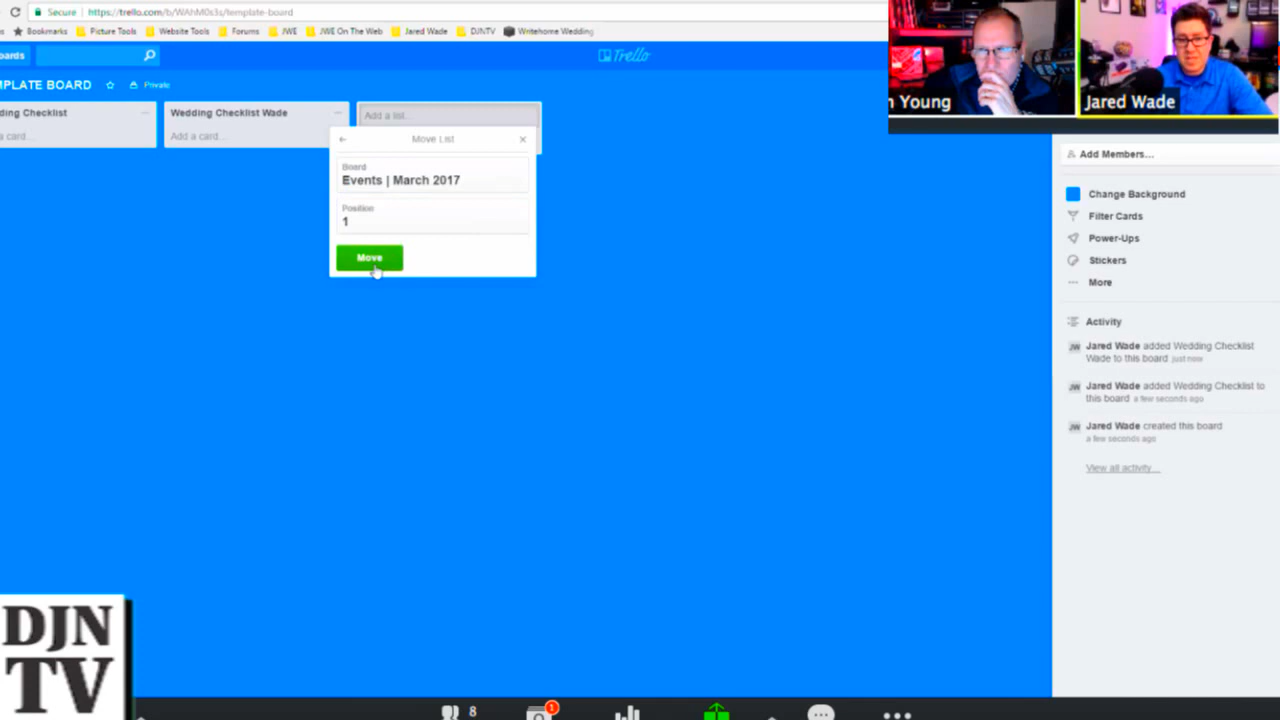 Secure https://trello.com/b/WAhM0s3s/template-board
Bookmarks Picture Tools Website Tools Forums JWE JWE On The Web Jared Wade DJNTV Writehome Wedding
oards
Trello
MPLATE BOARD Private
ding Checklist
a card...
Wedding Checklist Wade
Add a card...
Add a list...
Move List
Board
Events | March 2017
Position
1
Move
n Young
Jared Wade
Add Members...
Change Background
Filter Cards
Power-Ups
Stickers
More
Activity
JW
Jared Wade added Wedding Checklist
Wade to this board just now
JW
Jared Wade added Wedding Checklist to
this board a few seconds ago
JW
Jared Wade created this board
a few seconds ago
View all activity...
DJN
TV
8
1